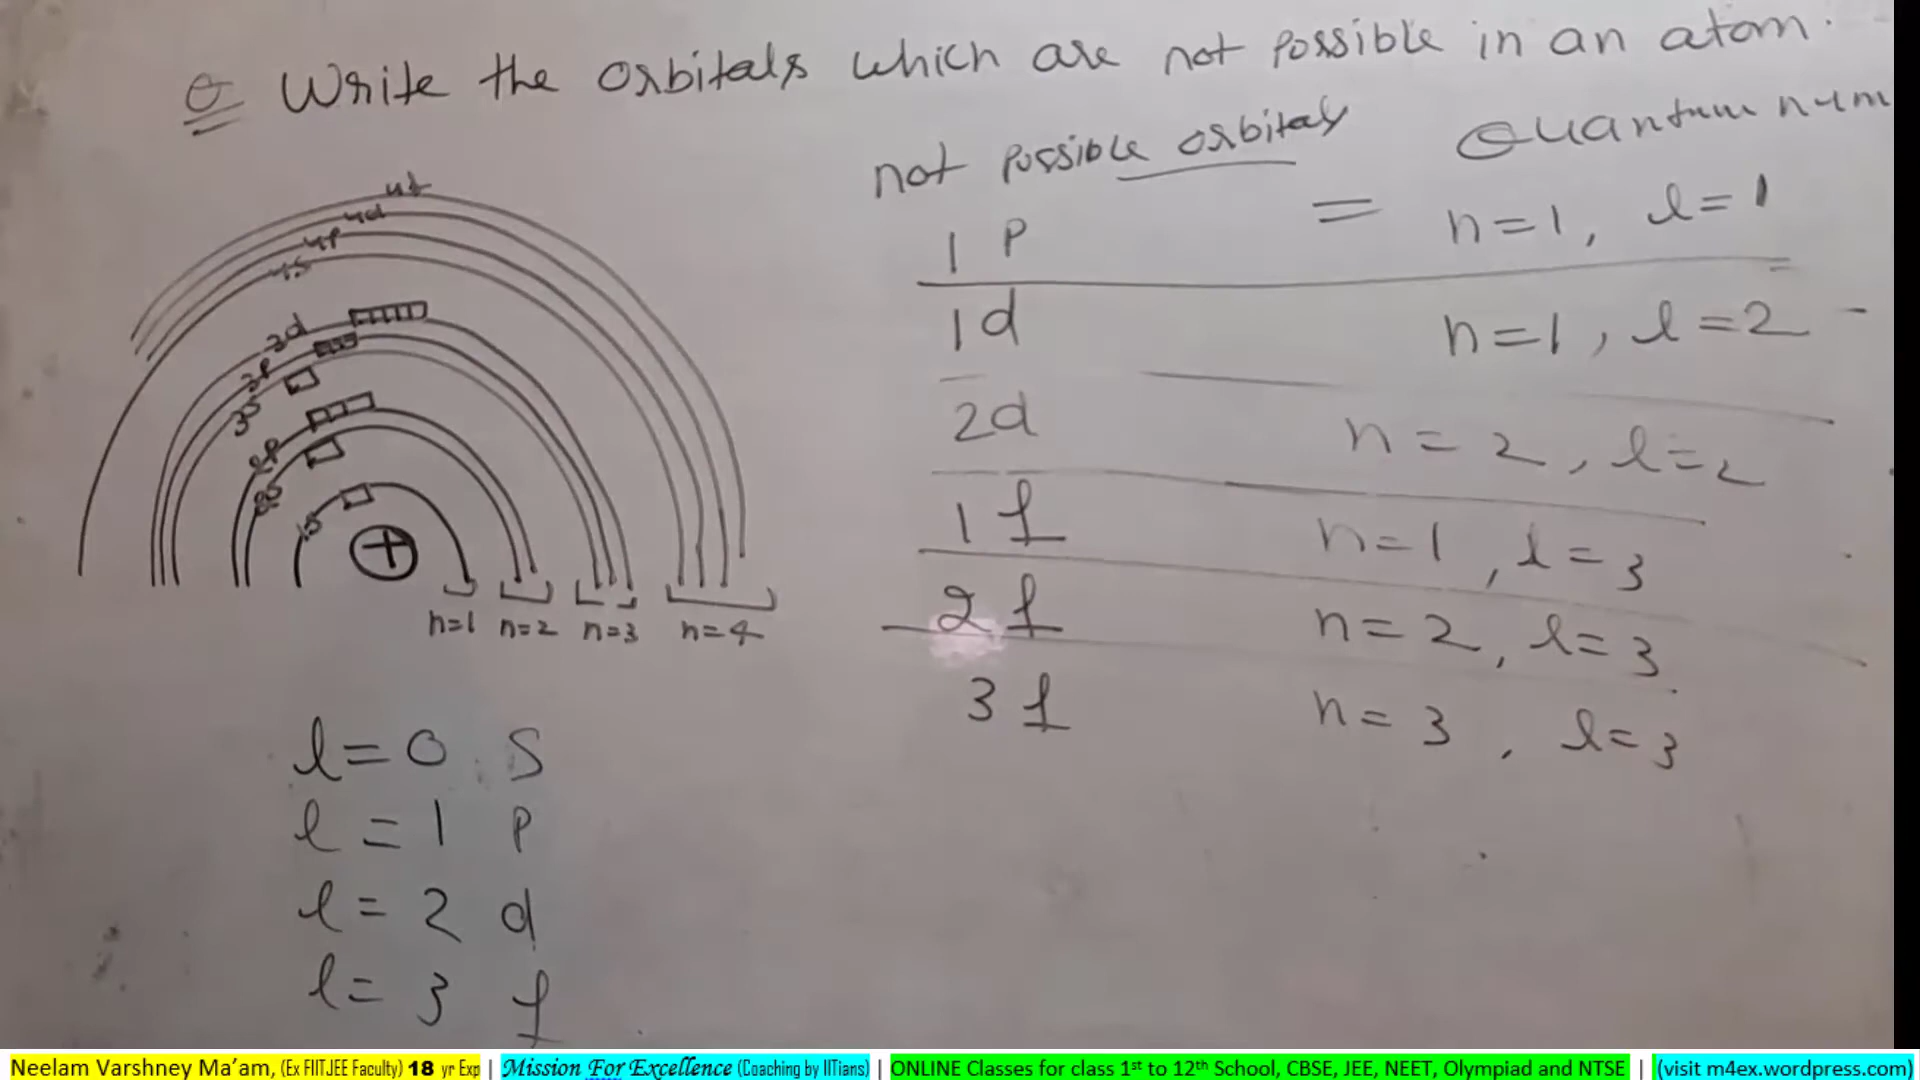 Q Write the orbitals which are not possible in an atom.
not possible orbitals = Quantum num
1 p n=1, l=1
1d n=1, l=2
2d n=2, l=2
1f n=1, l=3
2f n=2, l=3
3f n=3, l=3
4f
4d
4p
4s
3d
3p
3s
2p
2s
1s
+
n=1 n=2 n=3 n=4
l=0 s
l=1 p
l=2 d
l=3 f
Neelam Varshney Ma'am, (Ex FIITJEE Faculty) 18 yr Exp | Mission For Excellence (Coaching by IITians) | ONLINE Classes for class 1st to 12th School, CBSE, JEE, NEET, Olympiad and NTSE | (visit m4ex.wordpress.com)